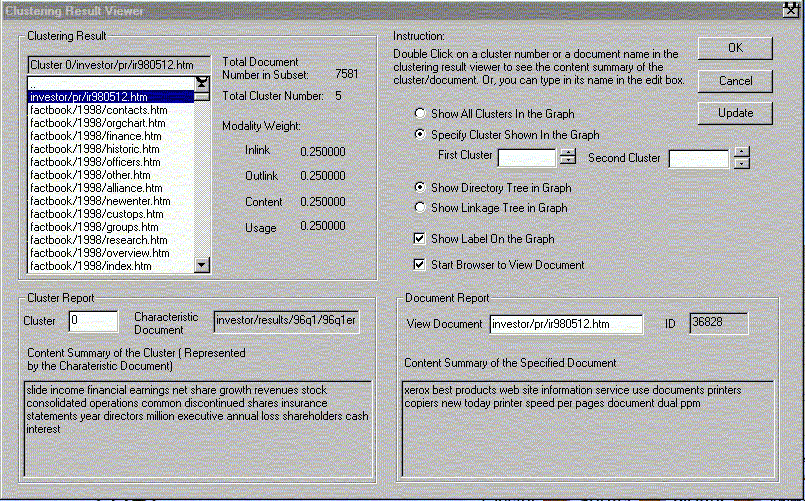 Clustering Result Viewer
Clustering Result
Cluster 0/investor/pr/ir980512.htm
..
investor/pr/ir980512.htm
factbook/1998/contacts.htm
factbook/1998/orgchart.htm
factbook/1998/finance.htm
factbook/1998/historic.htm
factbook/1998/officers.htm
factbook/1998/other.htm
factbook/1998/alliance.htm
factbook/1998/newenter.htm
factbook/1998/custops.htm
factbook/1998/groups.htm
factbook/1998/research.htm
factbook/1998/overview.htm
factbook/1998/index.htm
Total Document
Number in Subset: 7581
Total Cluster Number: 5
Modality Weight:
Inlink 0.250000
Outlink 0.250000
Content 0.250000
Usage 0.250000
Instruction:
Double Click on a cluster number or a document name in the
clustering result viewer to see the content summary of the
cluster/document. Or, you can type in its name in the edit box.
OK
Cancel
Update
Show All Clusters In the Graph
Specify Cluster Shown In the Graph
First Cluster Second Cluster
Show Directory Tree in Graph
Show Linkage Tree in Graph
Show Label On the Graph
Start Browser to View Document
Cluster Report
Cluster 0 Characteristic
Document investor/results/96q1/96q1er
Content Summary of the Cluster ( Represented
by the Charateristic Document)
slide income financial earnings net share growth revenues stock
consolidated operations common discontinued shares insurance
statements year directors million executive annual loss shareholders cash
interest
Document Report
View Document investor/pr/ir980512.htm ID 36828
Content Summary of the Specified Document
xerox best products web site information service use documents printers
copiers new today printer speed per pages document dual ppm